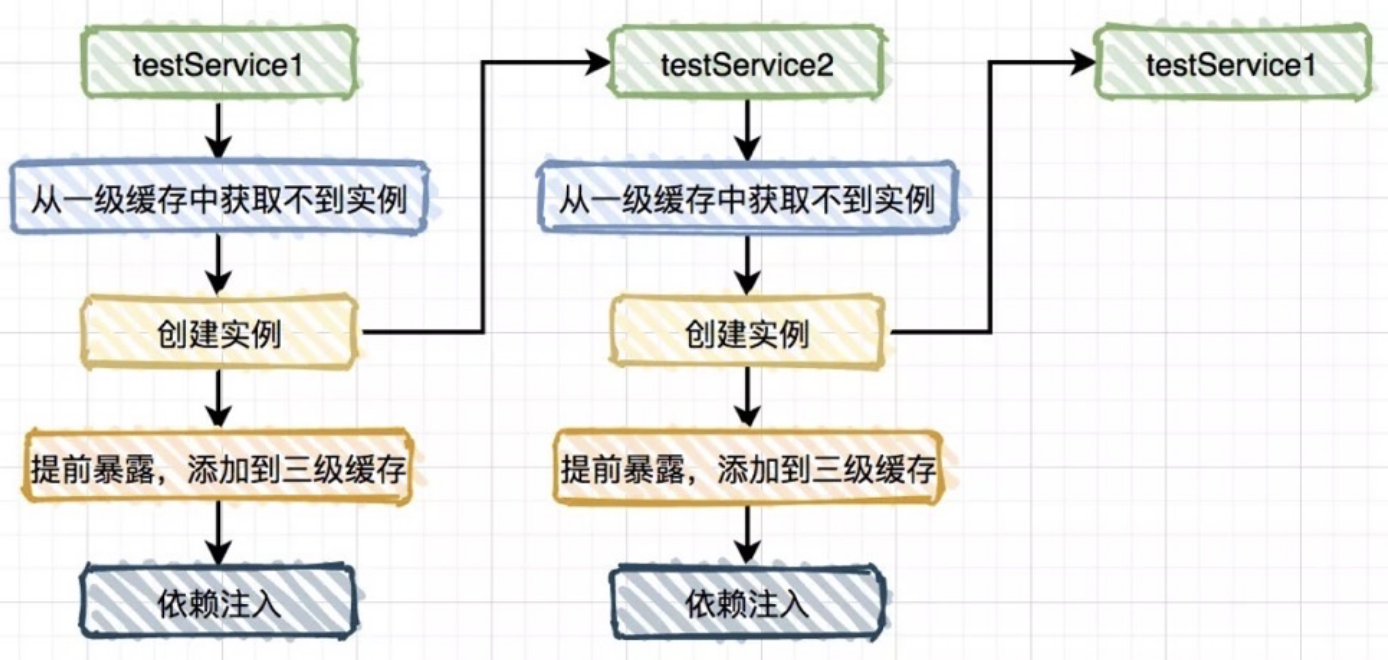 testService1
从一级缓存中获取不到实例
创建实例
提前暴露，添加到三级缓存
依赖注入
testService2
从一级缓存中获取不到实例
创建实例
提前暴露，添加到三级缓存
依赖注入
testService1